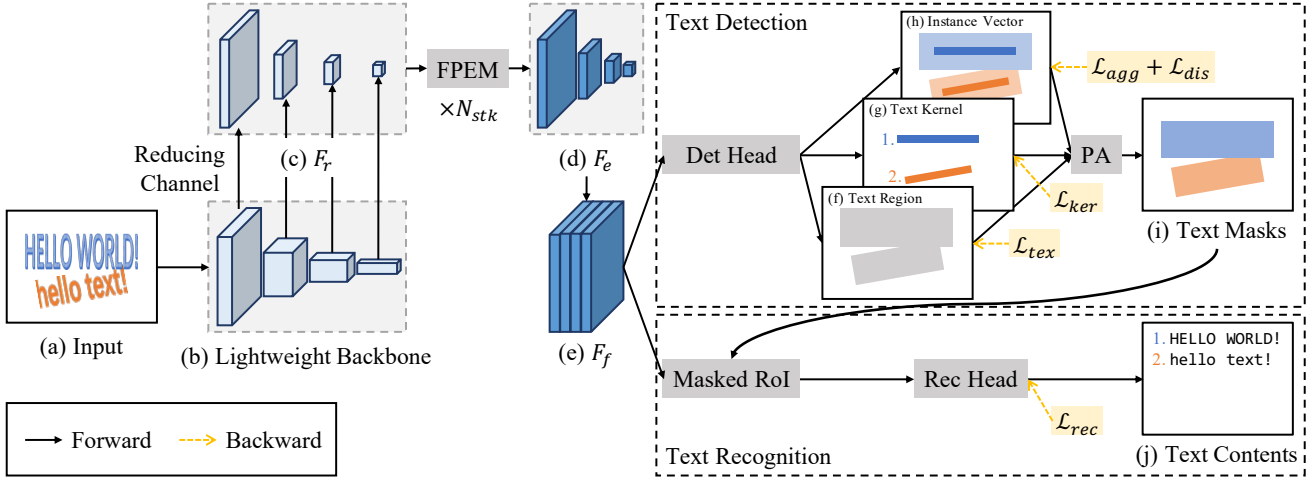 HELLO WORLD!
hello text!
(a) Input
Reducing
Channel
(b) Lightweight Backbone
(c) F_r
FPEM
×N_stk
(d) F_e
(e) F_f
Forward
Backward
Text Detection
Det Head
(h) Instance Vector
(g) Text Kernel
1.
2.
(f) Text Region
ℒ_agg + ℒ_dis
ℒ_ker
ℒ_tex
PA
(i) Text Masks
Masked RoI
Rec Head
ℒ_rec
1. HELLO WORLD!
2. hello text!
(j) Text Contents
Text Recognition